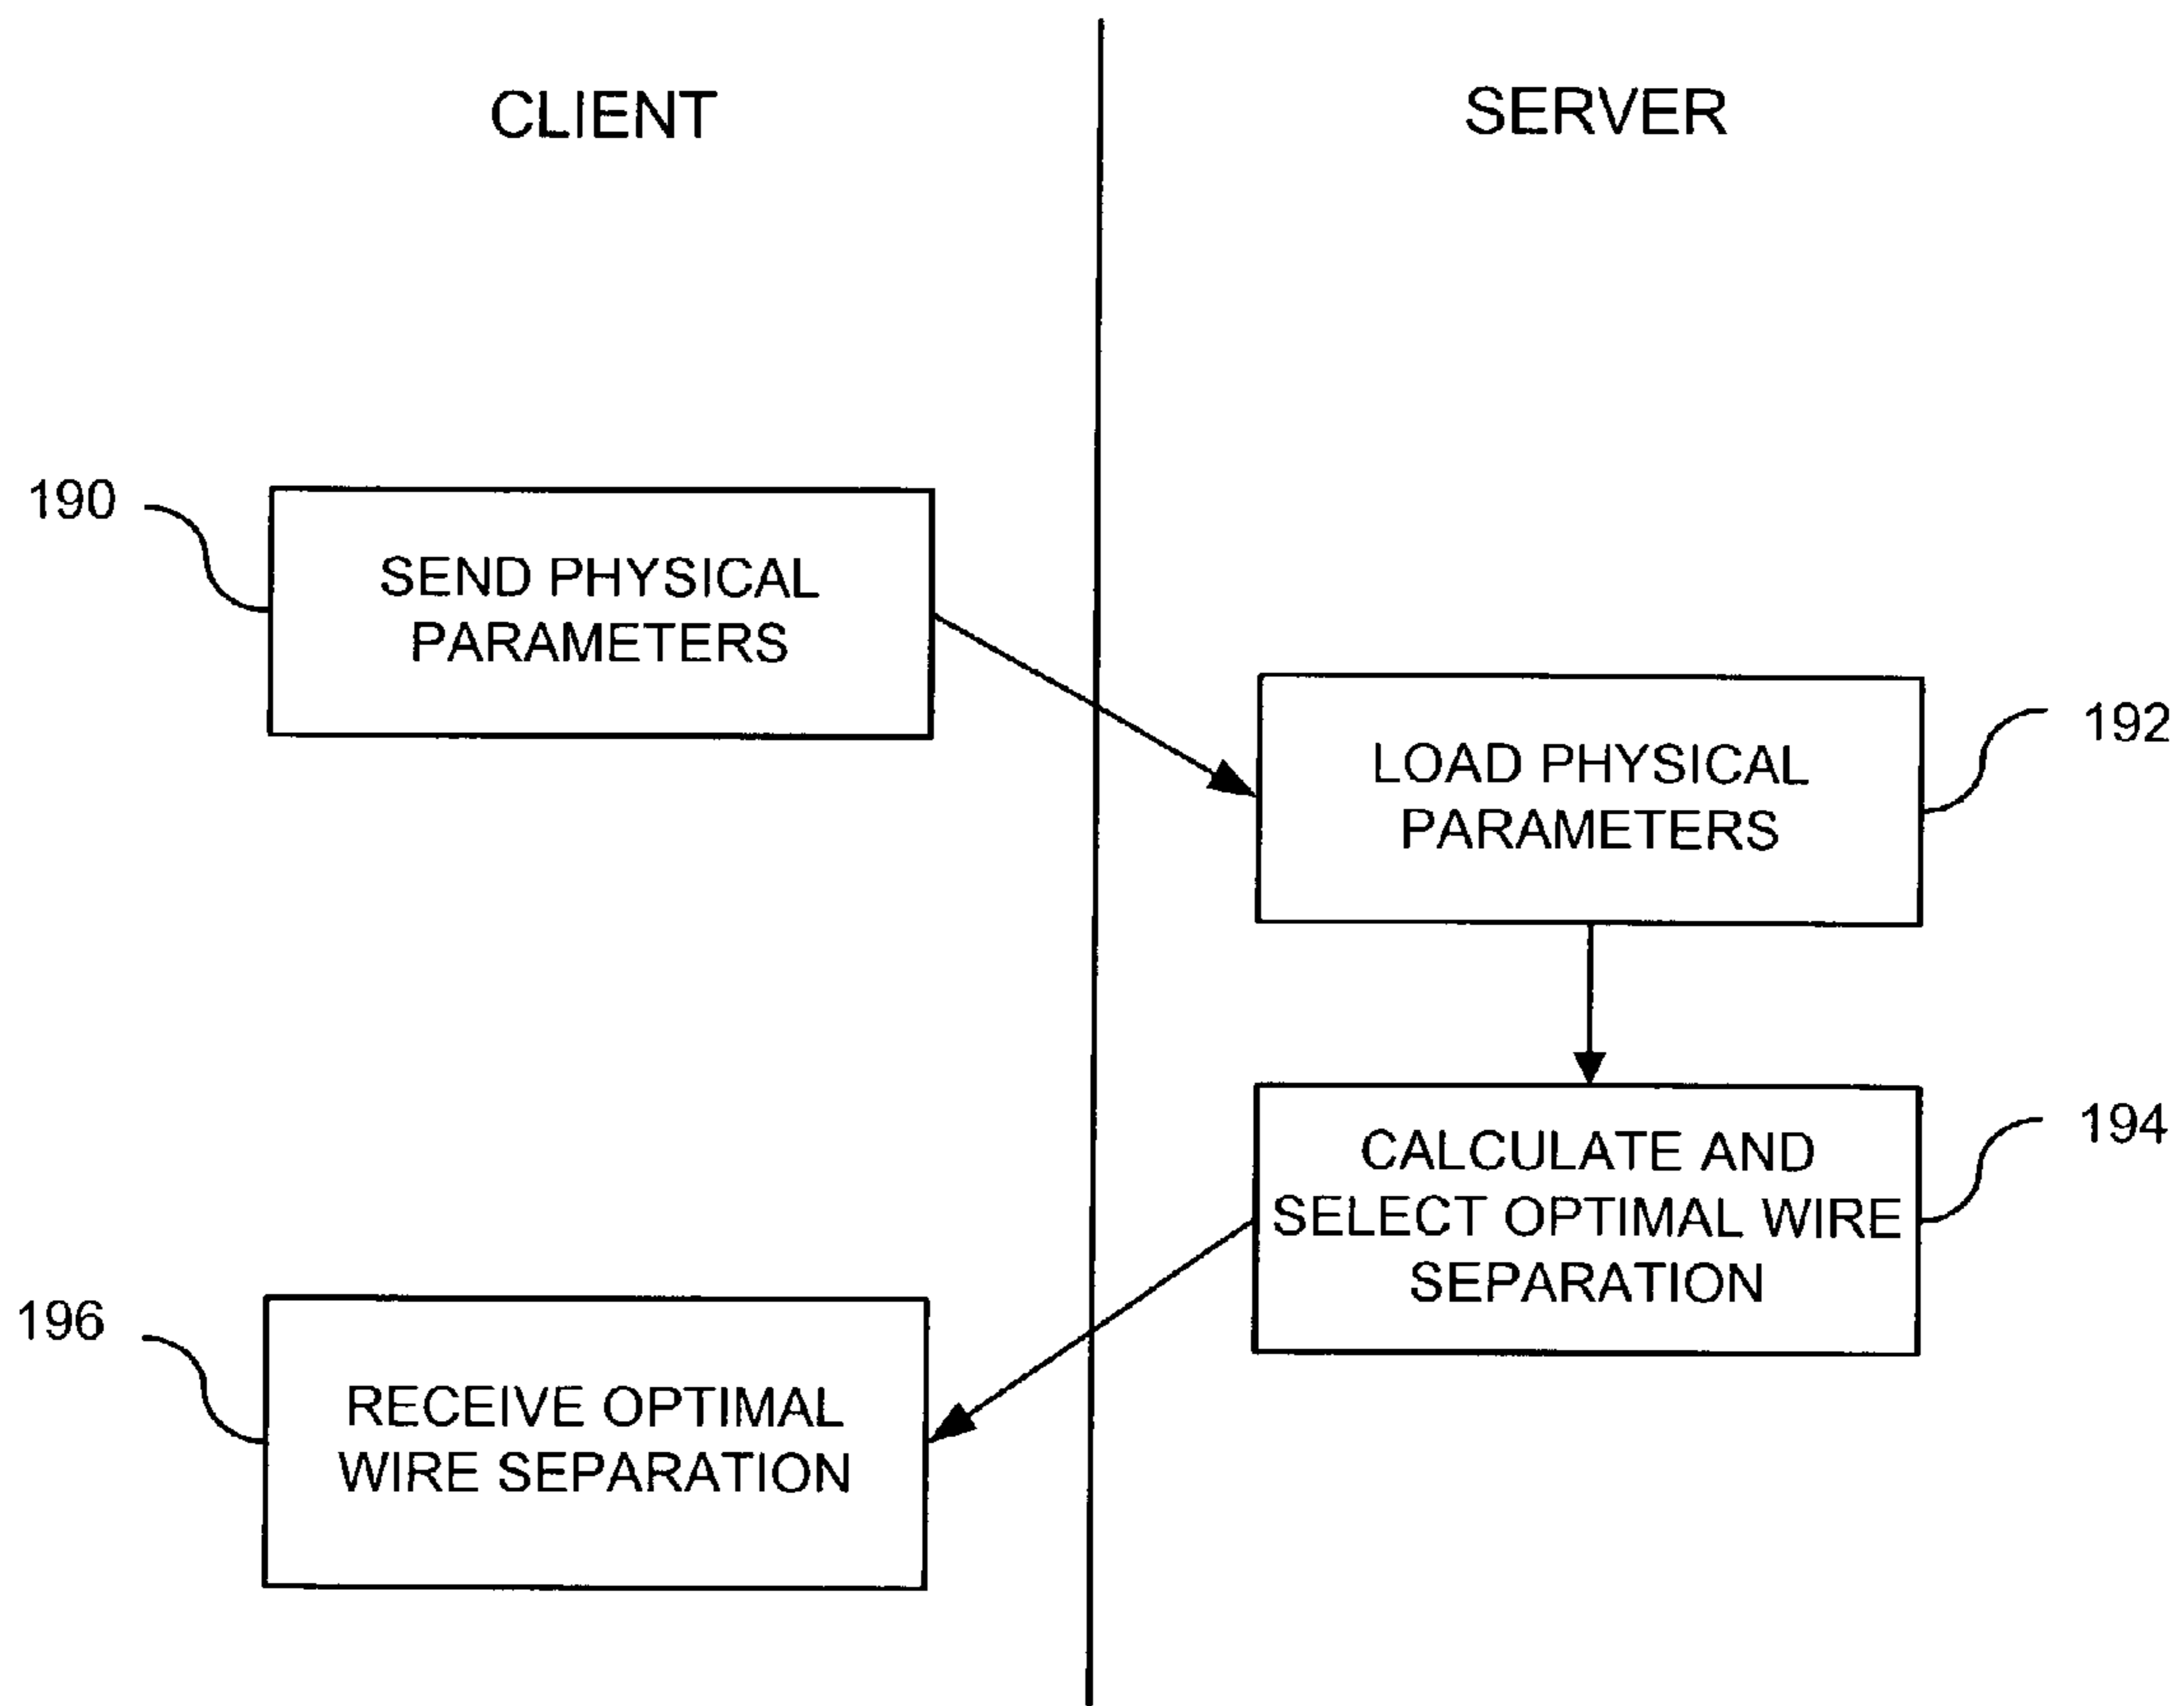 CLIENT
SERVER
190
SEND PHYSICAL
PARAMETERS
LOAD PHYSICAL
PARAMETERS
192
CALCULATE AND
SELECT OPTIMAL WIRE
SEPARATION
194
196
RECEIVE OPTIMAL
WIRE SEPARATION